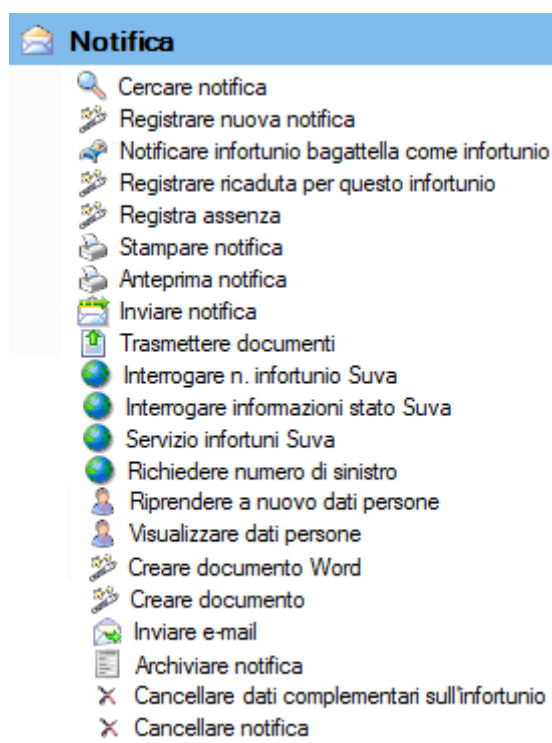 Notifica
Cercare notifica
Registrare nuova notifica
Notificare infortunio bagattella come infortunio
Registrare ricaduta per questo infortunio
Registra assenza
Stampare notifica
Anteprima notifica
Inviare notifica
Trasmettere documenti
Interrogare n. infortunio Suva
Interrogare informazioni stato Suva
Servizio infortuni Suva
Richiedere numero di sinistro
Riprendere a nuovo dati persone
Visualizzare dati persone
Creare documento Word
Creare documento
Inviare e-mail
Archiviare notifica
Cancellare dati complementari sull'infortunio
Cancellare notifica